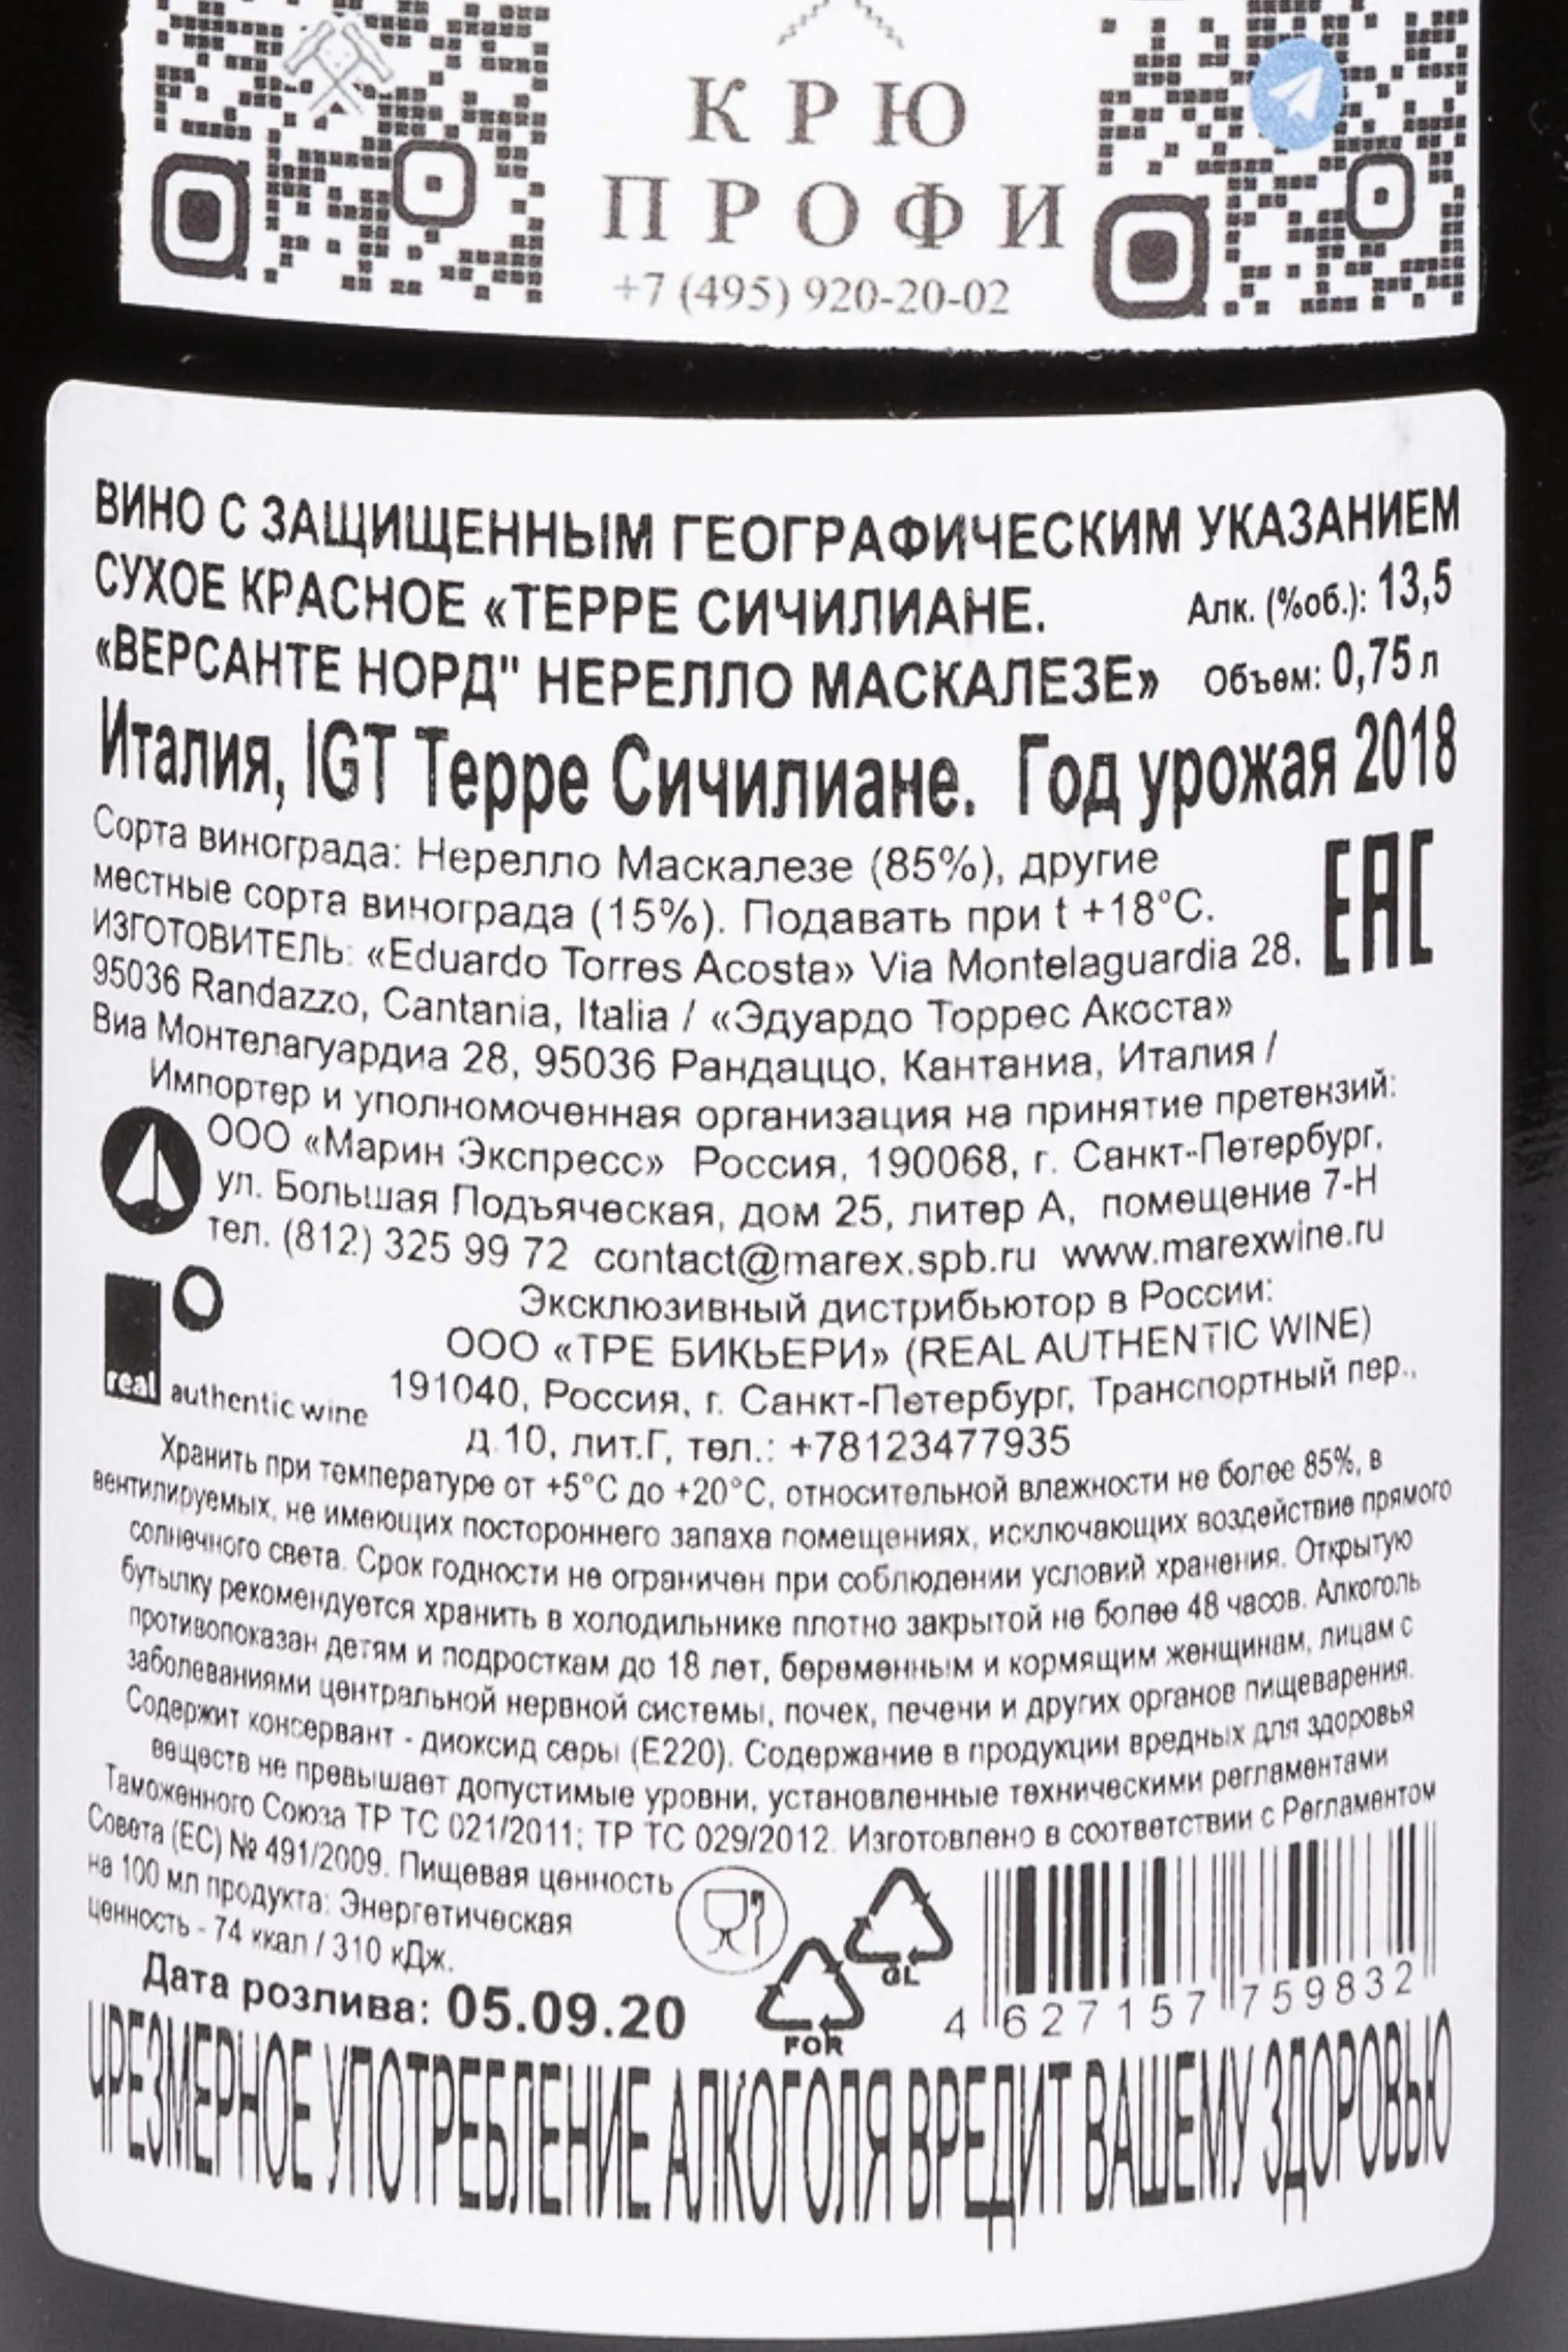 КРЮ
ПРОФИ
+7 (495) 920-20-02
ВИНО С ЗАЩИЩЕННЫМ ГЕОГРАФИЧЕСКИМ УКАЗАНИЕМ
СУХОЕ КРАСНОЕ «ТЕРРЕ СИЧИЛИАНЕ. Алк. (%об.): 13,5
«ВЕРСАНТЕ НОРД" НЕРЕЛЛО МАСКАЛЕЗЕ» Объем: 0,75 л
Италия, IGT Терре Сичилиане. Год урожая 2018
Сорта винограда: Нерелло Маскалезе (85%), другие
местные сорта винограда (15%). Подавать при t +18°C.
EAC
ИЗГОТОВИТЕЛЬ: «Eduardo Torres Acosta» Via Montelaguardia 28,
95036 Randazzo, Cantania, Italia / «Эдуардо Торрес Акоста»
Виа Монтелагуардиа 28, 95036 Рандаццо, Кантаниа, Италия /
Импортер и уполномоченная организация на принятие претензий:
ООО «Марин Экспресс» Россия, 190068, г. Санкт-Петербург,
ул. Большая Подъяческая, дом 25, литер А, помещение 7-Н
тел. (812) 325 99 72 contact@marex.spb.ru www.marexwine.ru
Эксклюзивный дистрибьютор в России:
ООО «ТРЕ БИКЬЕРИ» (REAL AUTHENTIC WINE)
real authentic wine
191040, Россия, г. Санкт-Петербург, Транспортный пер.,
д.10, лит.Г, тел.: +78123477935
Хранить при температуре от +5°C до +20°C, относительной влажности не более 85%, в
вентилируемых, не имеющих постороннего запаха помещениях, исключающих воздействие прямого
солнечного света. Срок годности не ограничен при соблюдении условий хранения. Открытую
бутылку рекомендуется хранить в холодильнике плотно закрытой не более 48 часов. Алкоголь
противопоказан детям и подросткам до 18 лет, беременным и кормящим женщинам, лицам с
заболеваниями центральной нервной системы, почек, печени и других органов пищеварения.
Содержит консервант - диоксид серы (E220). Содержание в продукции вредных для здоровья
веществ не превышает допустимые уровни, установленные техническими регламентами
Таможенного Союза ТР ТС 021/2011; ТР ТС 029/2012. Изготовлено в соответствии с Регламентом
Совета (ЕС) № 491/2009. Пищевая ценность
на 100 мл продукта: Энергетическая
ценность - 74 ккал / 310 кДж.
GL
FOR
Дата розлива: 05.09.20
4 627157 759832
ЧРЕЗМЕРНОЕ УПОТРЕБЛЕНИЕ АЛКОГОЛЯ ВРЕДИТ ВАШЕМУ ЗДОРОВЬЮ